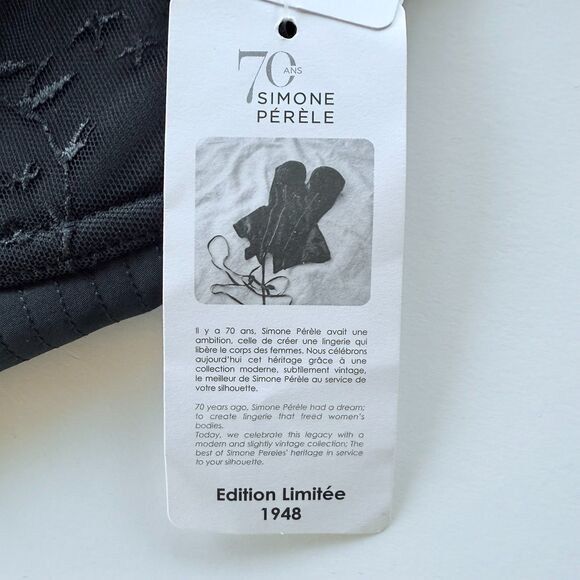 70 ANS
SIMONE
PÉRÈLE
Il y a 70 ans, Simone Pérèle avait une
ambition, celle de créer une lingerie qui
libère le corps des femmes. Nous célébrons
aujourd'hui cet héritage grâce à une
collection moderne, subtilement vintage,
le meilleur de Simone Pérèle au service de
votre silhouette.
70 years ago, Simone Pérèle had a dream;
to create lingerie that freed women's
bodies.
Today, we celebrate this legacy with a
modern and slightly vintage collection; The
best of Simone Pereles' heritage in service
to your silhouette.
Edition Limitée
1948